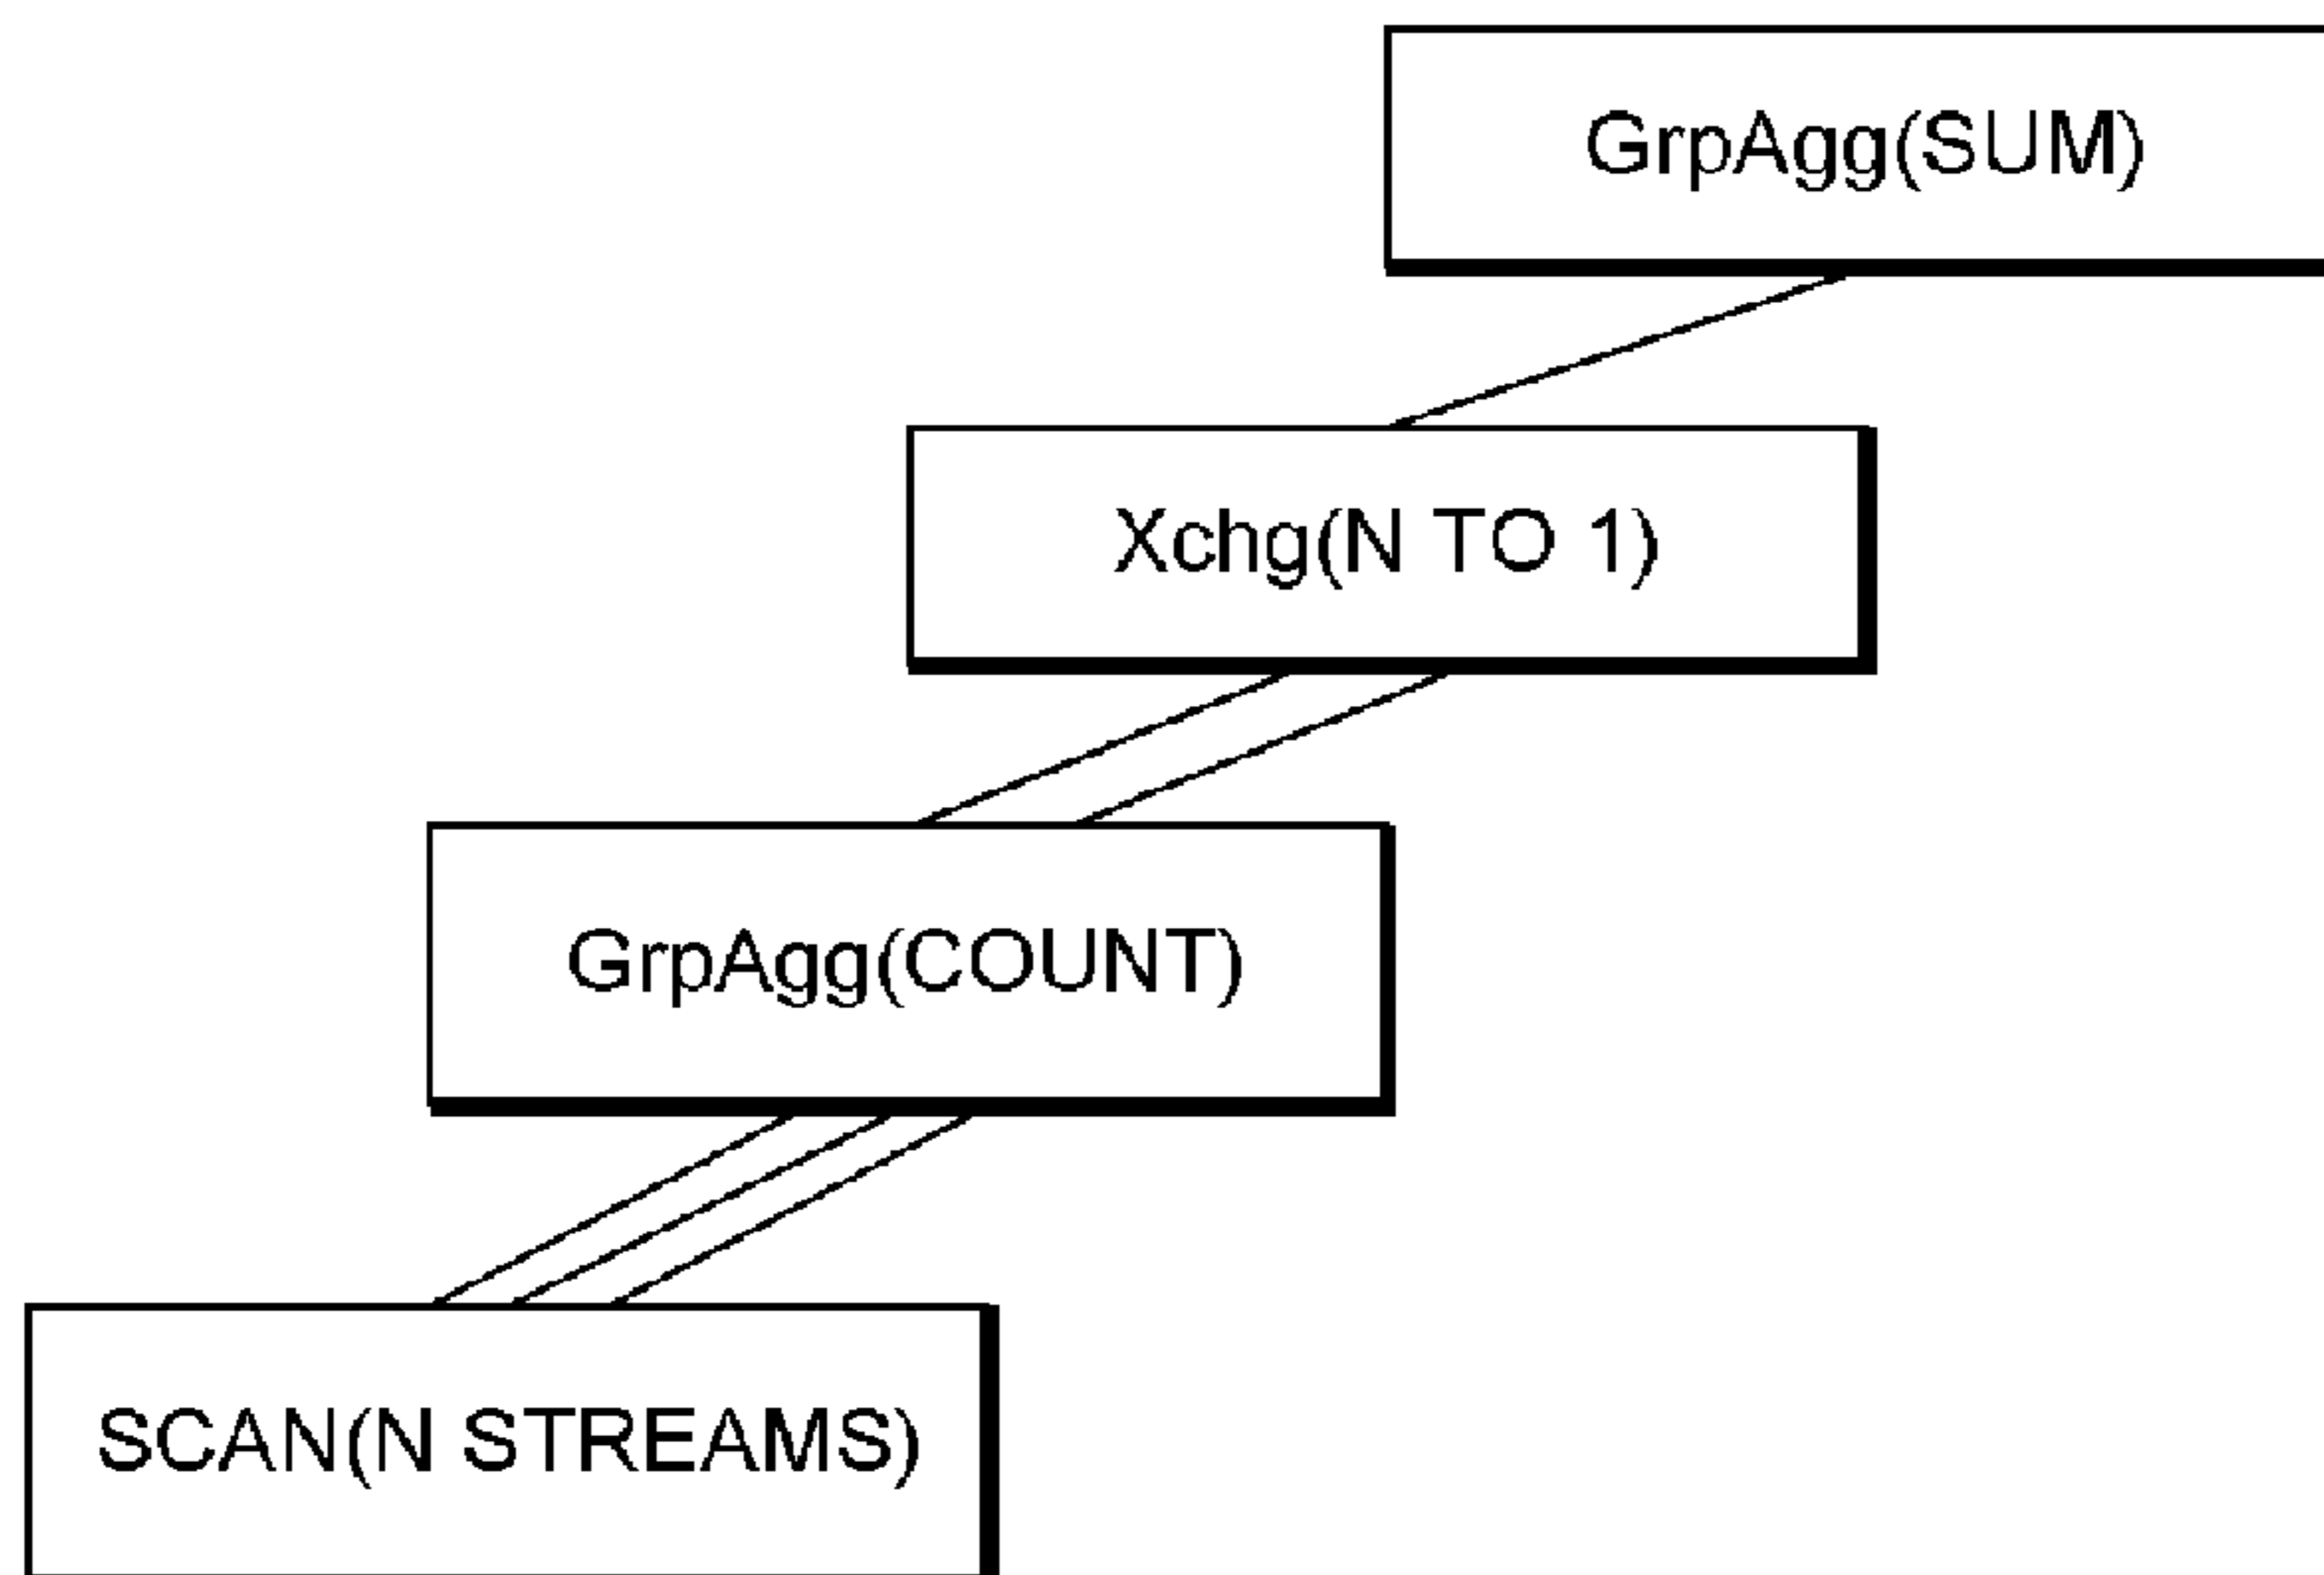 GrpAgg(SUM)
Xchg(N TO 1)
GrpAgg(COUNT)
SCAN(N STREAMS)